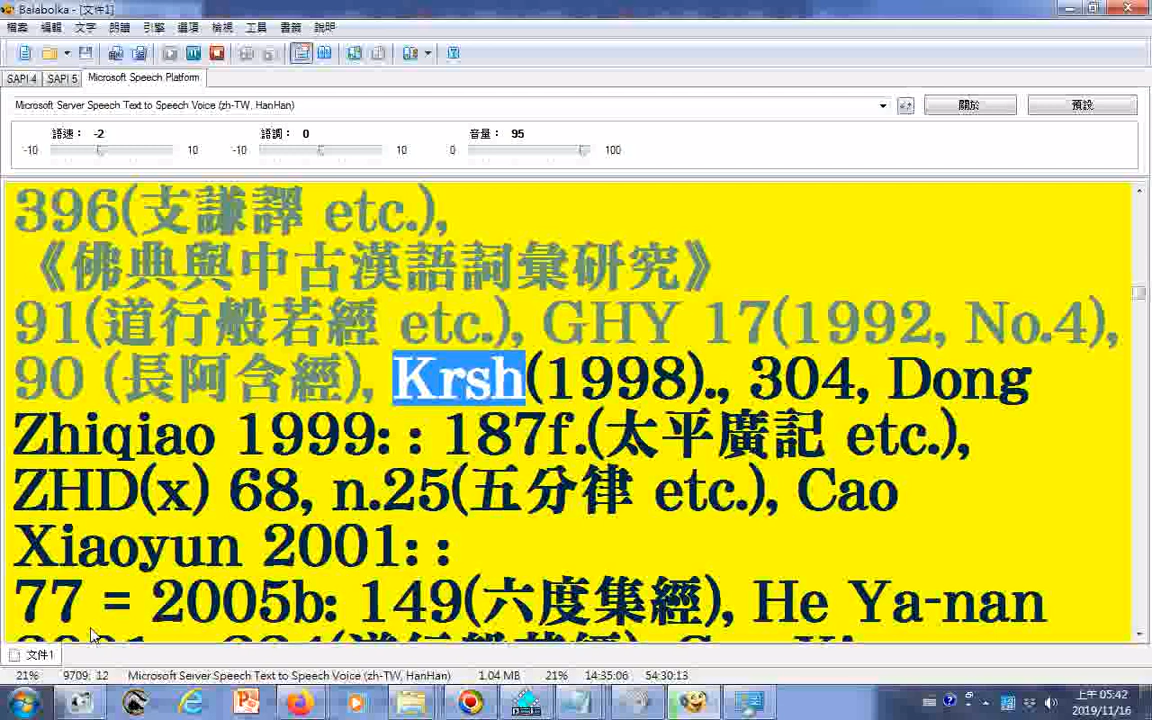 Balabolka - [文件1]
檔案 編輯 文字 朗讀 引擎 選項 檢視 工具 書籤 說明
SAPI 4 SAPI 5 Microsoft Speech Platform
Microsoft Server Speech Text to Speech Voice (zh-TW, HanHan) 關於 預設
語速： -2 語調： 0 音量： 95
-10 10 -10 10 0 100
396(支謙譯 etc.),
《佛典與中古漢語詞彙研究》
91(道行般若經 etc.), GHY 17(1992, No.4),
90 (長阿含經), Krsh(1998)., 304, Dong
Zhiqiao 1999: : 187f.(太平廣記 etc.),
ZHD(x) 68, n.25(五分律 etc.), Cao
Xiaoyun 2001: :
77 = 2005b: 149(六度集經), He Ya-nan
文件1
21% 9709, 12 Microsoft Server Speech Text to Speech Voice (zh-TW, HanHan) 1.04 MB 21% 14:35:06 54:30:13
上午 05:42
2019/11/16